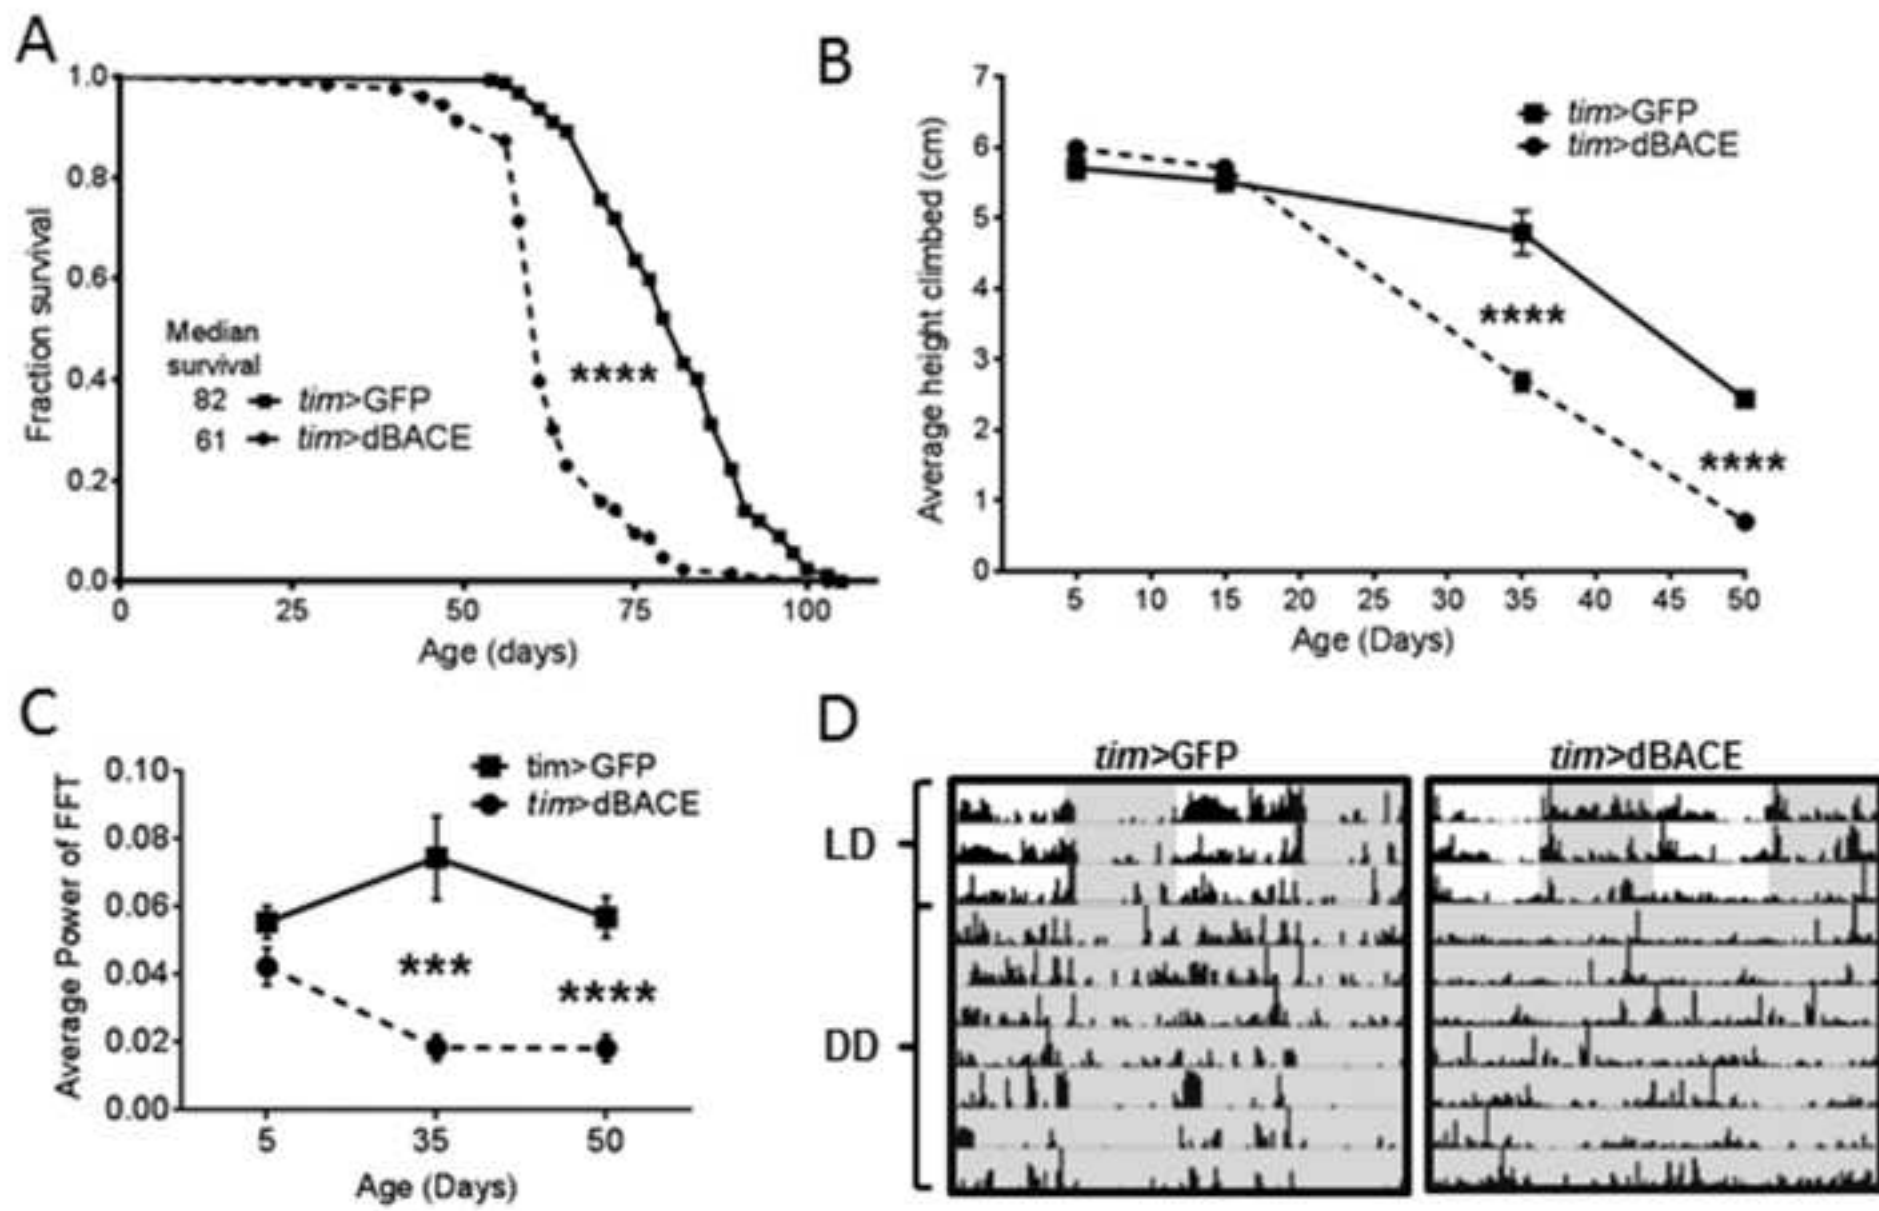 A
1.0
0.8
0.6
0.4
0.2
0.0
Fraction survival
Median
survival
82 tim>GFP
61 tim>dBACE
****
0 25 50 75 100
Age (days)
B
7
6
5
4
3
2
1
0
Average height climbed (cm)
tim>GFP
tim>dBACE
****
****
5 10 15 20 25 30 35 40 45 50
Age (Days)
C
0.10
0.08
0.06
0.04
0.02
0.00
Average Power of FFT
tim>GFP
tim>dBACE
***
****
5 35 50
Age (Days)
D
tim>GFP tim>dBACE
LD
DD